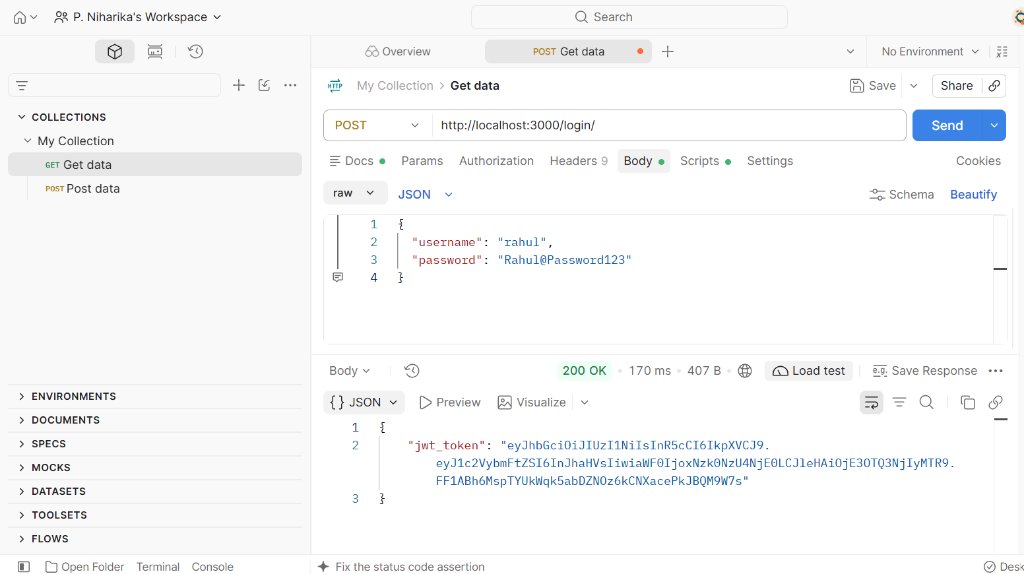 P. Niharika's Workspace
Search
Overview
POST Get data
No Environment
My Collection > Get data
Save
Share
COLLECTIONS
My Collection
GET Get data
POST Post data
POST
http://localhost:3000/login/
Send
Docs
Params
Authorization
Headers 9
Body
Scripts
Settings
Cookies
raw
JSON
Schema
Beautify
1 {
2 "username": "rahul",
3 "password": "Rahul@Password123"
4 }
Body
200 OK
170 ms
407 B
Load test
e.g. Save Response
{} JSON
Preview
Visualize
1 {
2 "jwt_token": "eyJhbGciOiJIUzI1NiIsInR5cCI6IkpXVCJ9.
eyJ1c2VybmFtZSI6InJhaHVsIiwiaWF0IjoxNzk0NzU4NjE0LCJleHAiOjE3OTQ3NjIyMTR9.
FF1ABh6MspTYUkWqk5abDZNOz6kCNXacePkJBQM9W7s"
3 }
ENVIRONMENTS
DOCUMENTS
SPECS
MOCKS
DATASETS
TOOLSETS
FLOWS
Open Folder
Terminal
Console
Fix the status code assertion
Desk